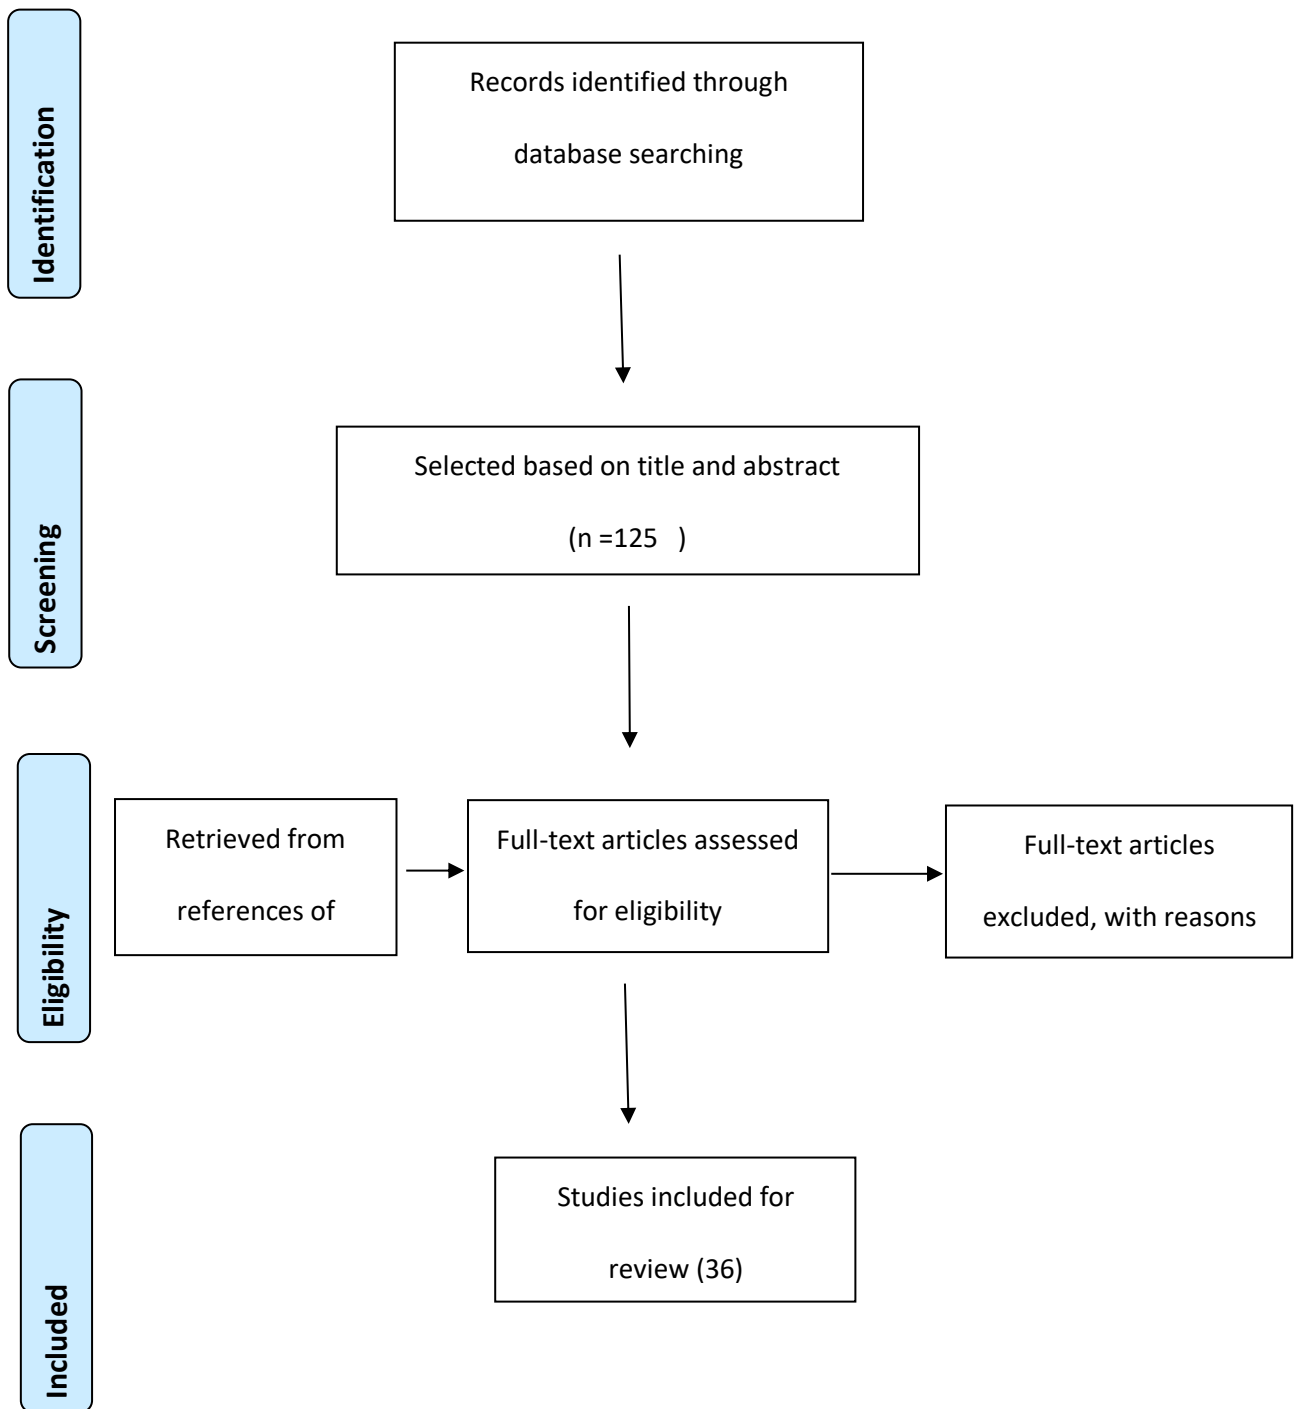 Identification
Records identified through
database searching
Screening
Selected based on title and abstract
(n =125   )
Eligibility
Retrieved from
references of
Full-text articles assessed
for eligibility
Full-text articles
excluded, with reasons
Included
Studies included for
review (36)